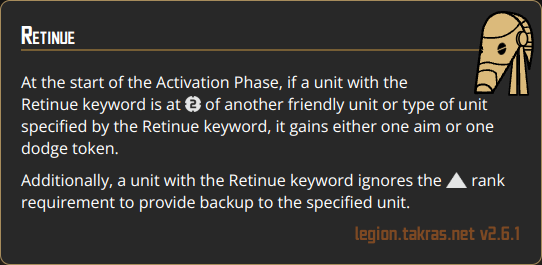 Retinue
At the start of the Activation Phase, if a unit with the
Retinue keyword is at 2 of another friendly unit or type of unit
specified by the Retinue keyword, it gains either one aim or one
dodge token.
Additionally, a unit with the Retinue keyword ignores the rank
requirement to provide backup to the specified unit.
legion.takras.net v2.6.1